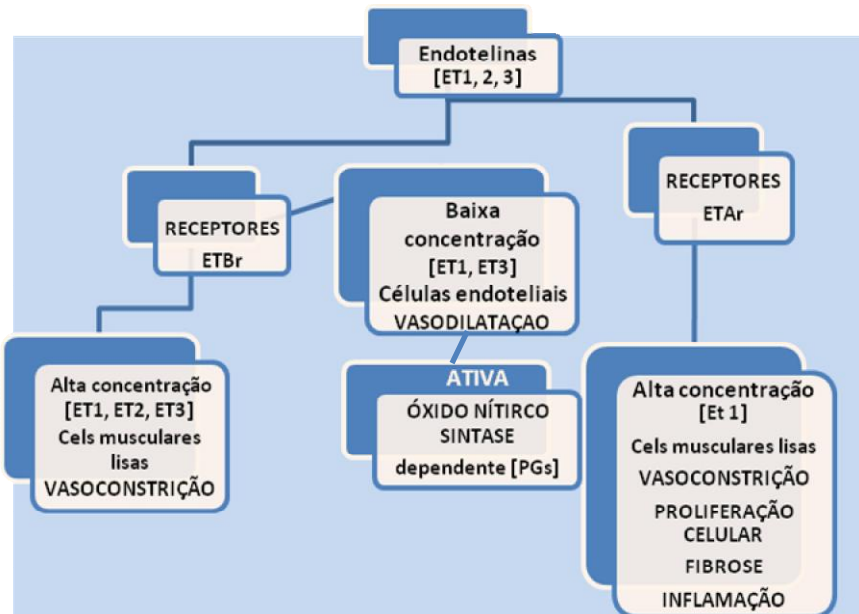 Endotelinas
[ET1, 2, 3]
RECEPTORES
ETBr
Baixa
concentração
[ET1, ET3]
Células endoteliais
VASODILATAÇAO
RECEPTORES
ETAr
Alta concentração
[ET1, ET2, ET3]
Cels musculares
lisas
VASOCONSTRIÇÃO
ATIVA
ÓXIDO NÍTIRCO
SINTASE
dependente [PGs]
Alta concentração
[Et 1]
Cels musculares lisas
VASOCONSTRIÇÃO
PROLIFERAÇÃO
CELULAR
FIBROSE
INFLAMAÇÃO